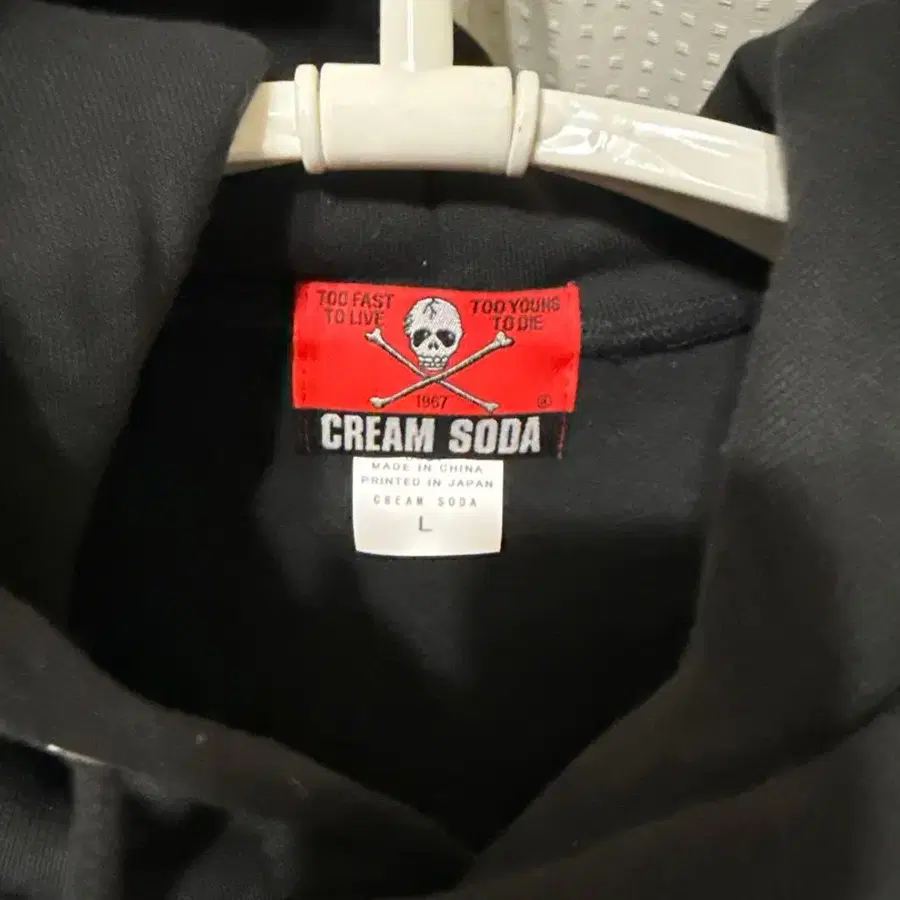 TOO FAST
TO LIVE
TOO YOUNG
TO DIE
1967
®
CREAM SODA
MADE IN CHINA
PRINTED IN JAPAN
CREAM SODA
L